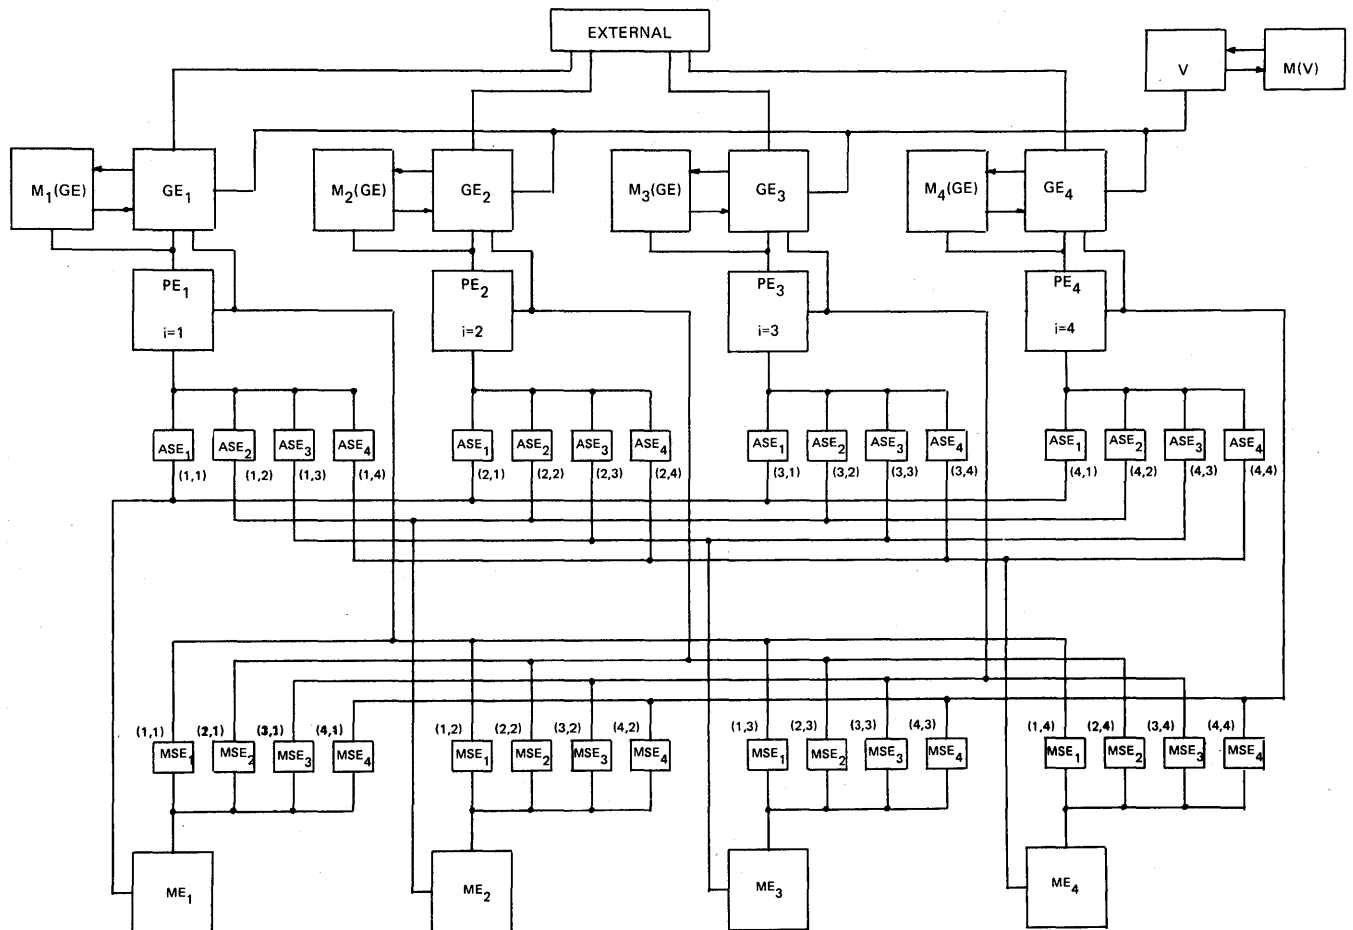 EXTERNAL
V
M(V)
M1(GE)
GE1
M2(GE)
GE2
M3(GE)
GE3
M4(GE)
GE4
PE1
i=1
PE2
i=2
PE3
i=3
PE4
i=4
ASE1
ASE2
ASE3
ASE4
ASE1
ASE2
ASE3
ASE4
ASE1
ASE2
ASE3
ASE4
ASE1
ASE2
ASE3
ASE4
(1,1)
(1,2)
(1,3)
(1,4)
(2,1)
(2,2)
(2,3)
(2,4)
(3,1)
(3,2)
(3,3)
(3,4)
(4,1)
(4,2)
(4,3)
(4,4)
(1,1)
(2,1)
(3,1)
(4,1)
(1,2)
(2,2)
(3,2)
(4,2)
(1,3)
(2,3)
(3,3)
(4,3)
(1,4)
(2,4)
(3,4)
(4,4)
MSE1
MSE2
MSE3
MSE4
MSE1
MSE2
MSE3
MSE4
MSE1
MSE2
MSE3
MSE4
MSE1
MSE2
MSE3
MSE4
ME1
ME2
ME3
ME4